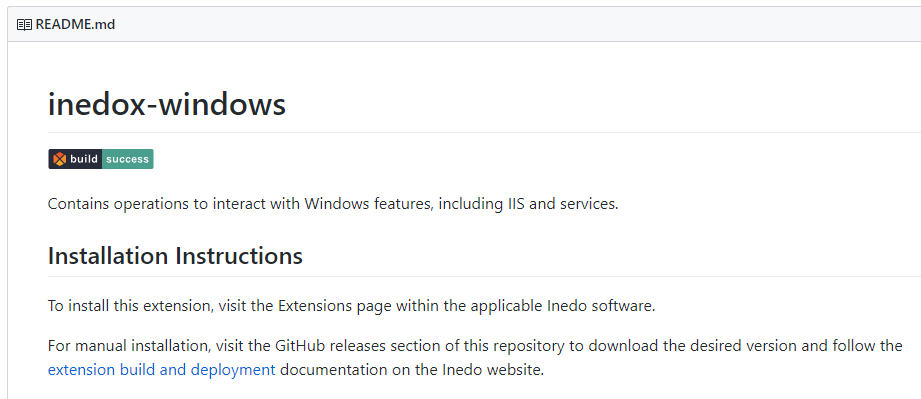 README.md
inedox-windows
build success
Contains operations to interact with Windows features, including IIS and services.
Installation Instructions
To install this extension, visit the Extensions page within the applicable Inedo software.
For manual installation, visit the GitHub releases section of this repository to download the desired version and follow the
extension build and deployment documentation on the Inedo website.